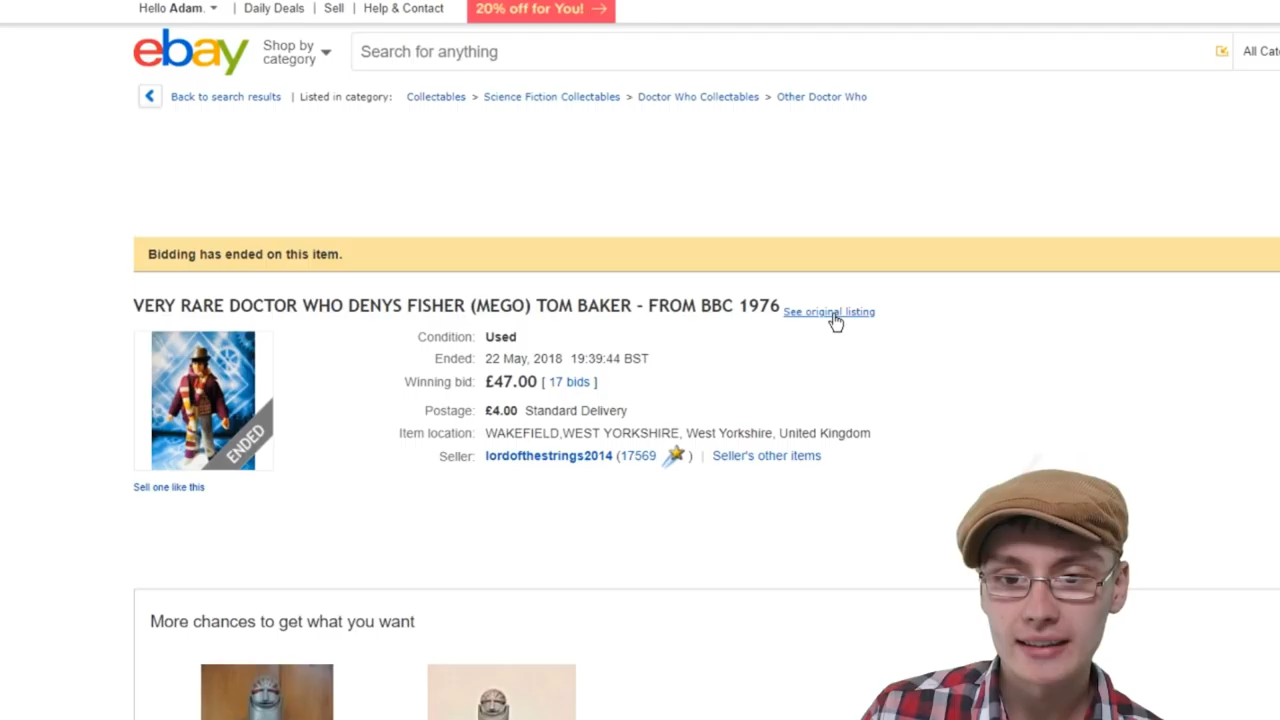 Hello Adam. | Daily Deals | Sell | Help & Contact 20% off for You! →
ebay Shop by category Search for anything All Cat
Back to search results | Listed in category: Collectables > Science Fiction Collectables > Doctor Who Collectables > Other Doctor Who
Bidding has ended on this item.
VERY RARE DOCTOR WHO DENYS FISHER (MEGO) TOM BAKER - FROM BBC 1976 See original listing
Condition: Used
Ended: 22 May, 2018 19:39:44 BST
Winning bid: £47.00 [ 17 bids ]
Postage: £4.00 Standard Delivery
Item location: WAKEFIELD,WEST YORKSHIRE, West Yorkshire, United Kingdom
Seller: lordofthestrings2014 (17569 ) | Seller's other items
ENDED
Sell one like this
More chances to get what you want